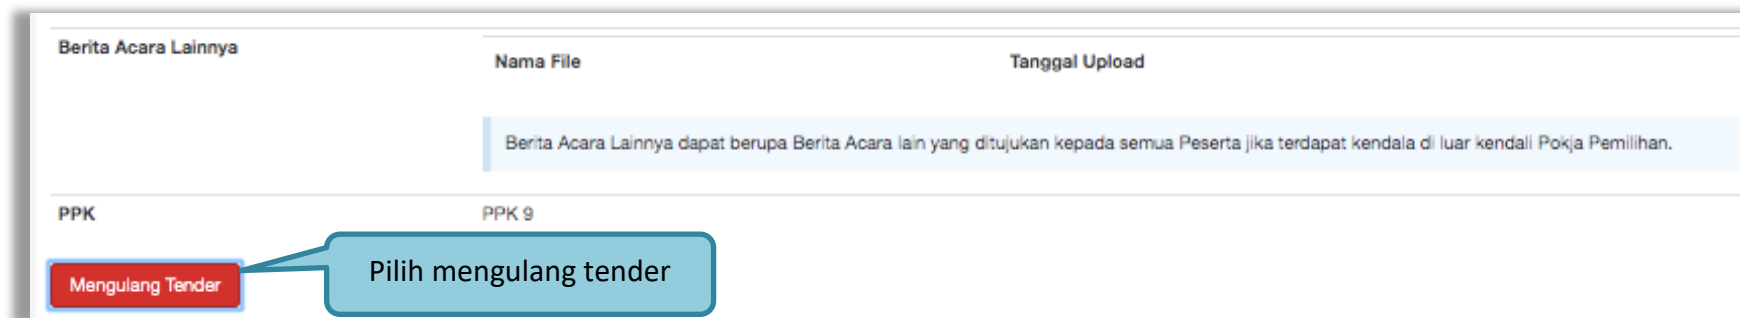 Berita Acara Lainnya
Nama File Tanggal Upload
Berita Acara Lainnya dapat berupa Berita Acara lain yang ditujukan kepada semua Peserta jika terdapat kendala di luar kendali Pokja Pemilihan.
PPK PPK 9
Pilih mengulang tender
Mengulang Tender